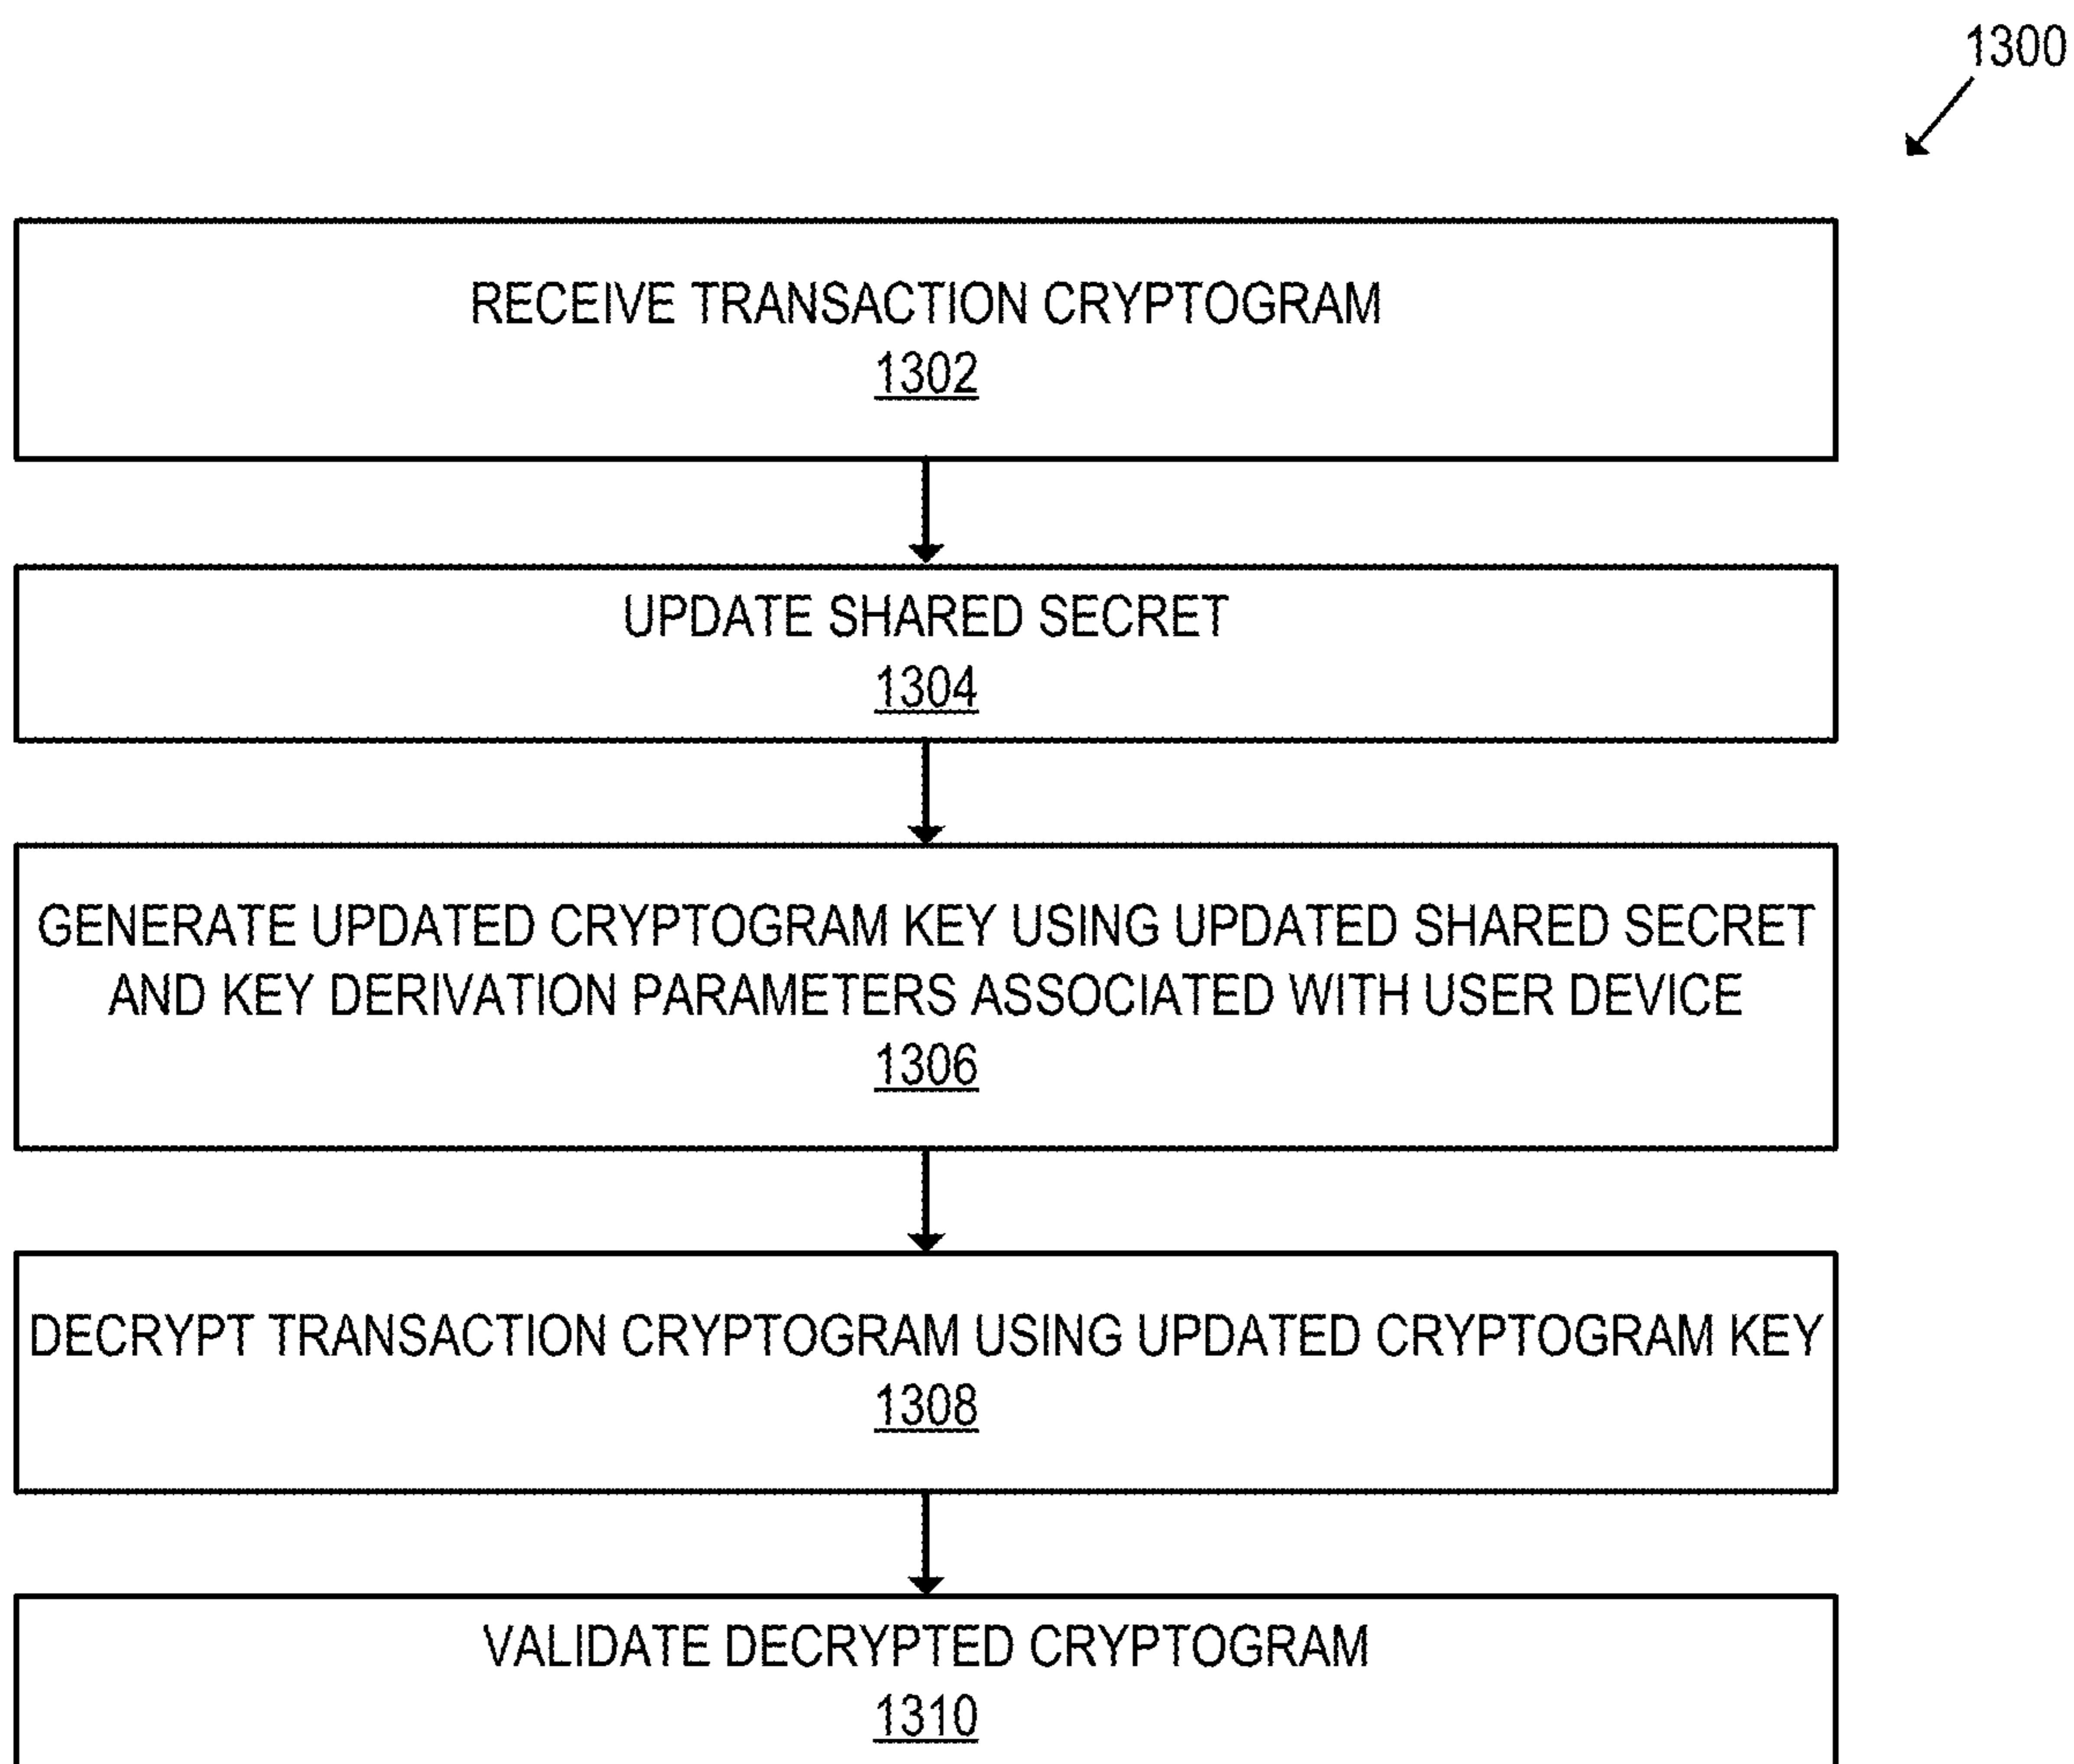 1300
RECEIVE TRANSACTION CRYPTOGRAM
1302
UPDATE SHARED SECRET
1304
GENERATE UPDATED CRYPTOGRAM KEY USING UPDATED SHARED SECRET
AND KEY DERIVATION PARAMETERS ASSOCIATED WITH USER DEVICE
1306
DECRYPT TRANSACTION CRYPTOGRAM USING UPDATED CRYPTOGRAM KEY
1308
VALIDATE DECRYPTED CRYPTOGRAM
1310